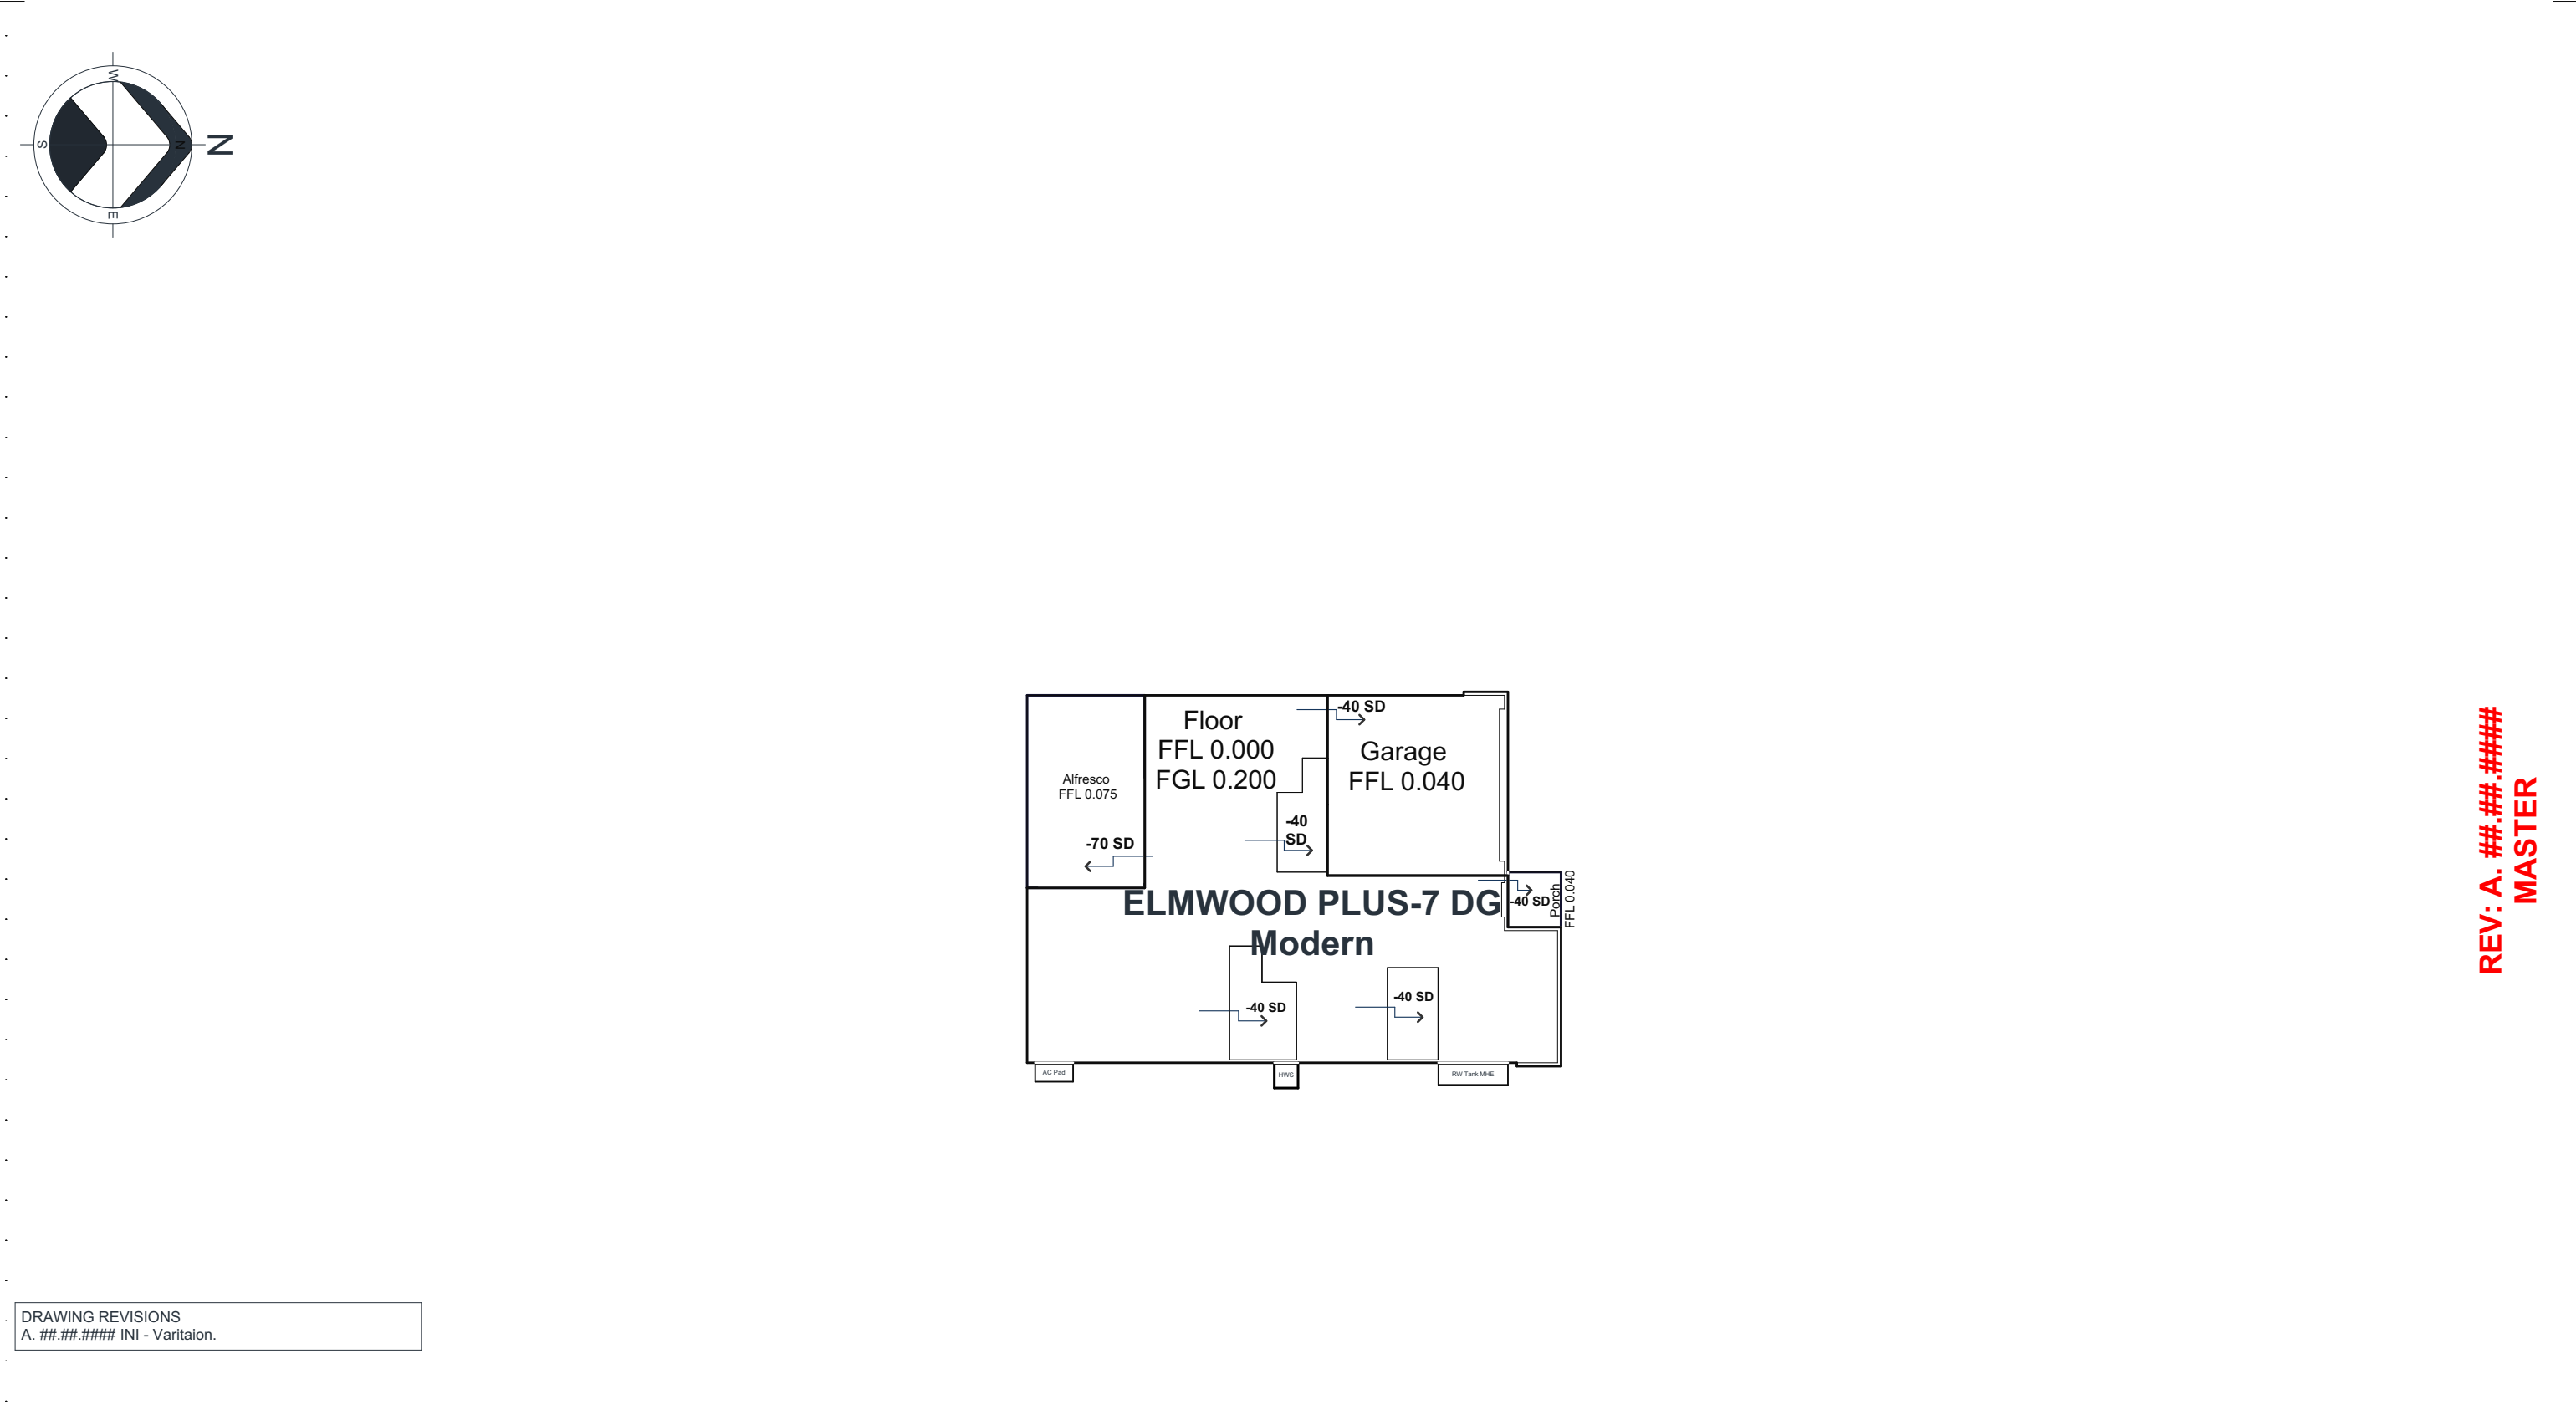 W
S
N
N
E
-40 SD
Floor
FFL 0.000
FGL 0.200
Garage
FFL 0.040
Alfresco
FFL 0.075
-40
SD
-70 SD
ELMWOOD PLUS-7 DG
Modern
-40 SD
Porch
FFL 0.040
-40 SD
-40 SD
AC Pad
HWS
RW Tank MHE
REV: A. ##.##.####
MASTER
DRAWING REVISIONS
A. ##.##.#### INI - Varitaion.